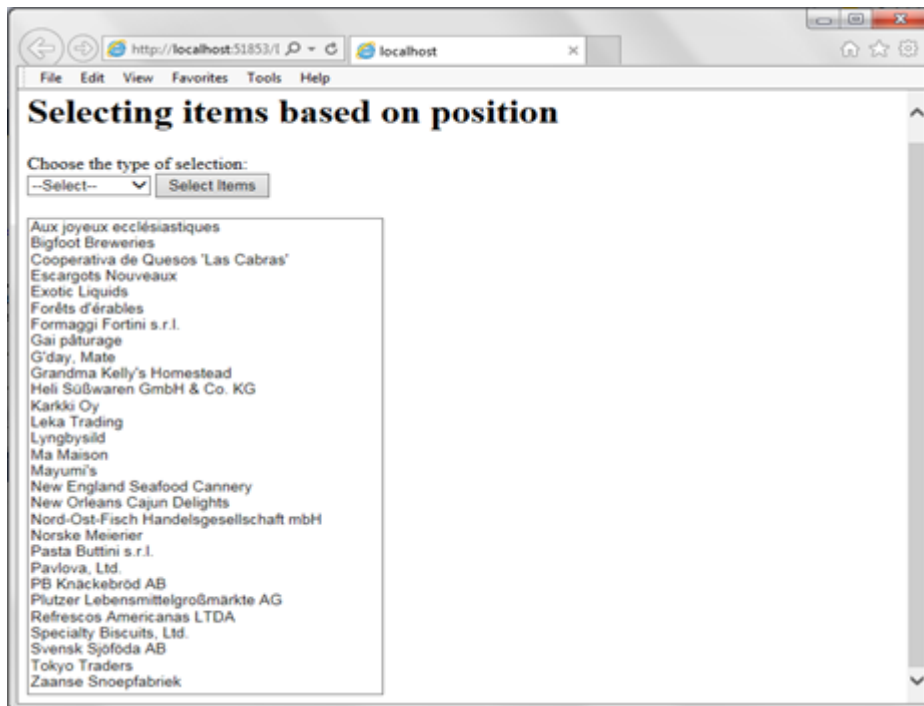 http://localhost:51853/
localhost
File Edit View Favorites Tools Help
Selecting items based on position
Choose the type of selection:
--Select-- Select Items
Aux joyeux ecclésiastiques
Bigfoot Breweries
Cooperativa de Quesos 'Las Cabras'
Escargots Nouveaux
Exotic Liquids
Forêts d'érables
Formaggi Fortini s.r.l.
Gai pâturage
G'day, Mate
Grandma Kelly's Homestead
Heli Süßwaren GmbH & Co. KG
Karkki Oy
Leka Trading
Lyngbysild
Ma Maison
Mayumi's
New England Seafood Cannery
New Orleans Cajun Delights
Nord-Ost-Fisch Handelsgesellschaft mbH
Norske Meierier
Pasta Buttini s.r.l.
Pavlova, Ltd.
PB Knäckebröd AB
Plutzer Lebensmittelgroßmärkte AG
Refrescos Americanas LTDA
Specialty Biscuits, Ltd.
Svensk Sjöföda AB
Tokyo Traders
Zaanse Snoepfabriek